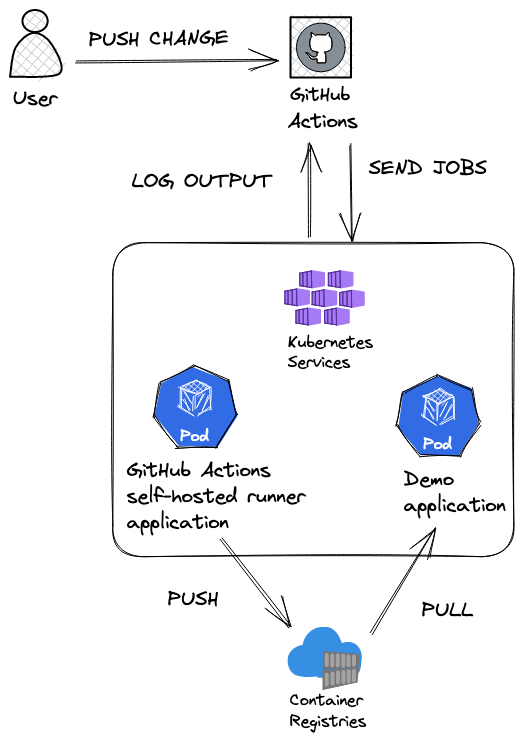 PUSH CHANGE
User
GitHub
Actions
LOG OUTPUT
SEND JOBS
Kubernetes
Services
Pod
GitHub Actions
self-hosted runner
application
Pod
Demo
application
PUSH
PULL
Container
Registries